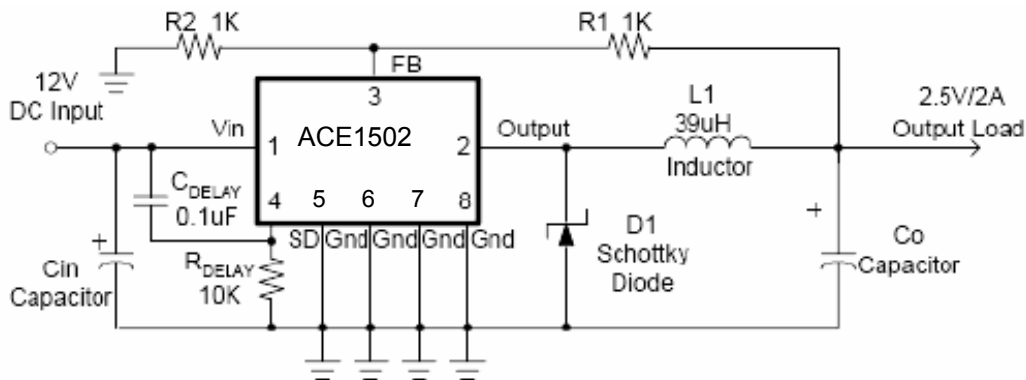 R2 1K
R1 1K
FB
12V
DC Input
3
L1
39uH
Inductor
2.5V/2A
Output Load
Vin
1
ACE1502
2
Output
C_DELAY
0.1uF
4
5
6
7
8
SD
Gnd
Gnd
Gnd
Gnd
D1
Schottky
Diode
+
Cin
Capacitor
R_DELAY
10K
+
Co
Capacitor